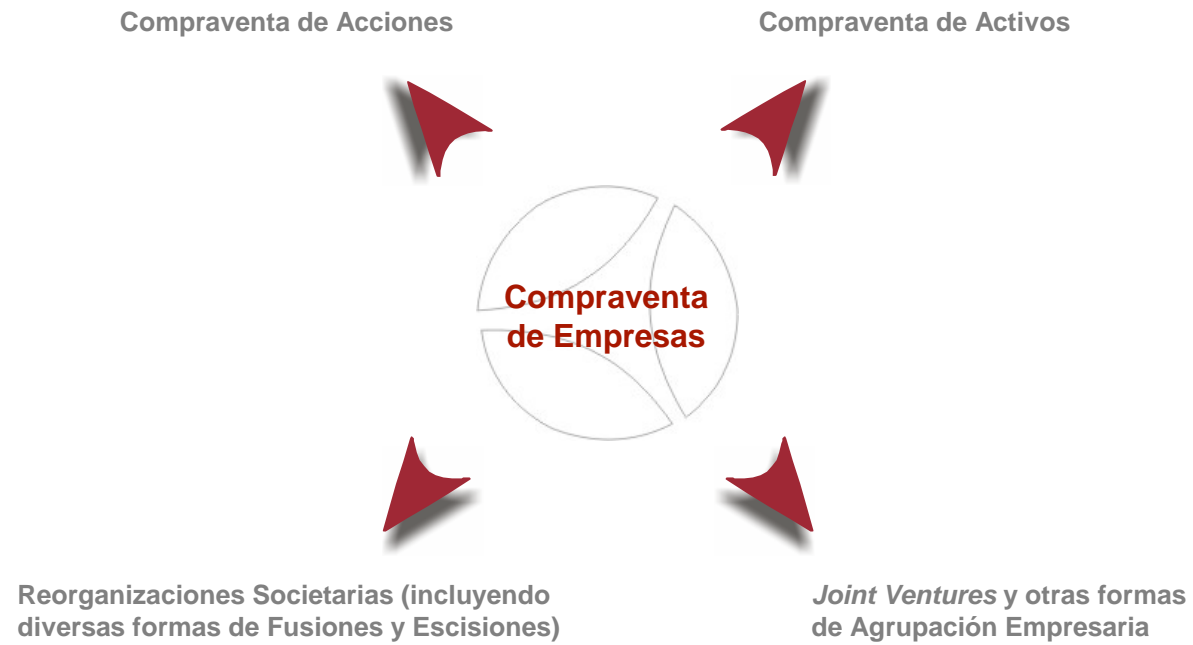 Compraventa de Acciones
Compraventa de Activos
Compraventa
de Empresas
Reorganizaciones Societarias (incluyendo
diversas formas de Fusiones y Escisiones)
Joint Ventures y otras formas
de Agrupación Empresaria